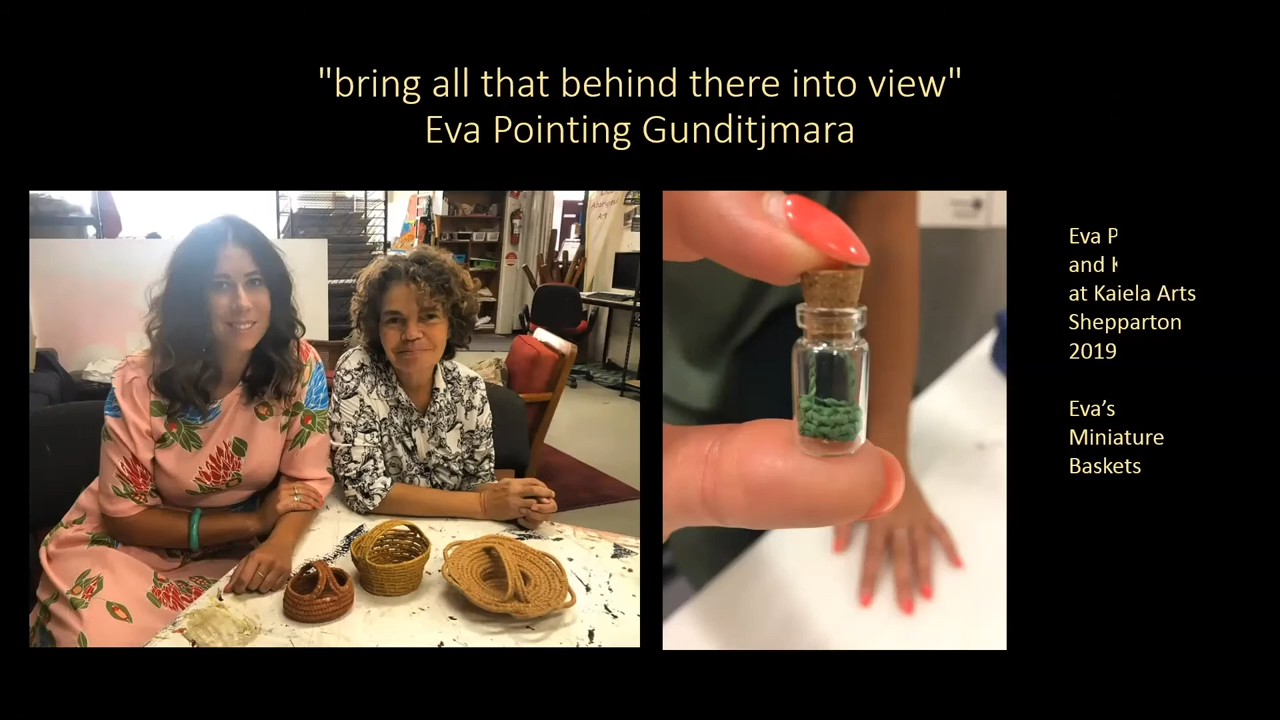 "bring all that behind there into view"
Eva Pointing Gunditjmara
Eva
and
at Kaiela Arts
Shepparton
2019
Eva's
Miniature
Baskets